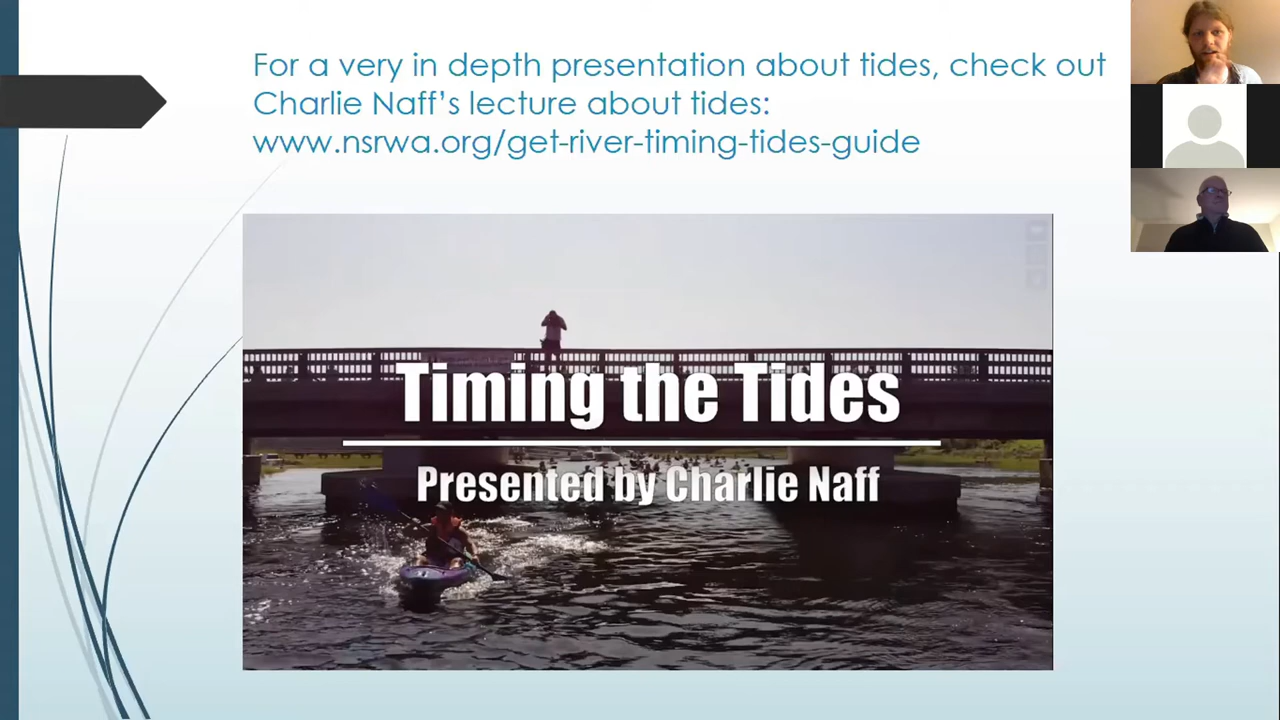 For a very in depth presentation about tides, check out
Charlie Naff’s lecture about tides:
www.nsrwa.org/get-river-timing-tides-guide
Timing the Tides
Presented by Charlie Naff